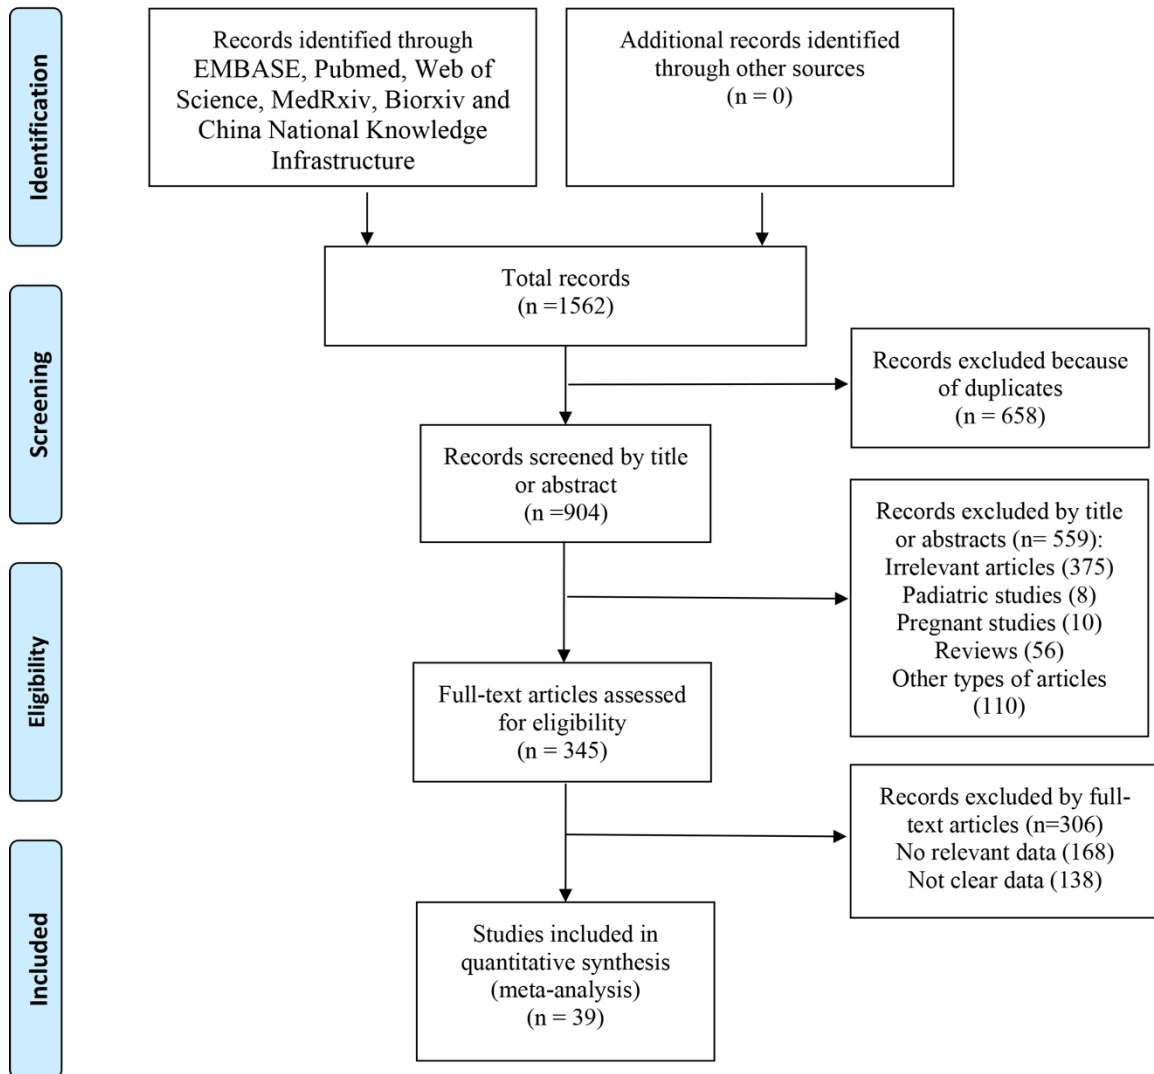 Identification
Records identified through
EMBASE, Pubmed, Web of
Science, MedRxiv, Biorxiv and
China National Knowledge
Infrastructure
Additional records identified
through other sources
(n = 0)
Total records
(n =1562)
Screening
Records excluded because
of duplicates
(n = 658)
Records screened by title
or abstract
(n =904)
Records excluded by title
or abstracts (n= 559):
Irrelevant articles (375)
Padiatric studies (8)
Pregnant studies (10)
Reviews (56)
Other types of articles
(110)
Eligibility
Full-text articles assessed
for eligibility
(n = 345)
Records excluded by full-
text articles (n=306)
No relevant data (168)
Not clear data (138)
Included
Studies included in
quantitative synthesis
(meta-analysis)
(n = 39)